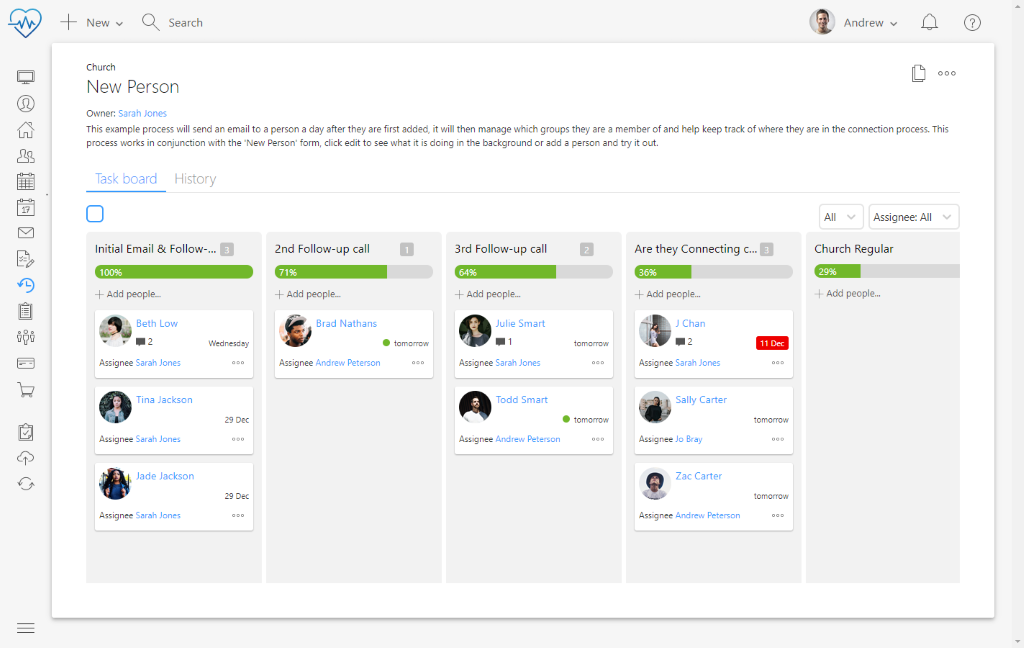 New
Search
Andrew
Church
New Person
Owner: Sarah Jones
This example process will send an email to a person a day after they are first added, it will then manage which groups they are a member of and help keep track of where they are in the connection process. This
process works in conjunction with the 'New Person' form, click edit to see what it is doing in the background or add a person and try it out.
Task board
History
All
Assignee: All
Initial Email & Follow-... 3
100%
Add people...
Beth Low
2
Wednesday
Assignee Sarah Jones
Tina Jackson
29 Dec
Assignee Sarah Jones
Jade Jackson
29 Dec
Assignee Sarah Jones
2nd Follow-up call 1
71%
Add people...
Brad Nathans
tomorrow
Assignee Andrew Peterson
3rd Follow-up call 2
64%
Add people...
Julie Smart
1
tomorrow
Assignee Sarah Jones
Todd Smart
tomorrow
Assignee Andrew Peterson
Are they Connecting c... 3
36%
Add people...
J Chan
2
11 Dec
Assignee Sarah Jones
Sally Carter
tomorrow
Assignee Jo Bray
Zac Carter
tomorrow
Assignee Andrew Peterson
Church Regular
29%
Add people...
17